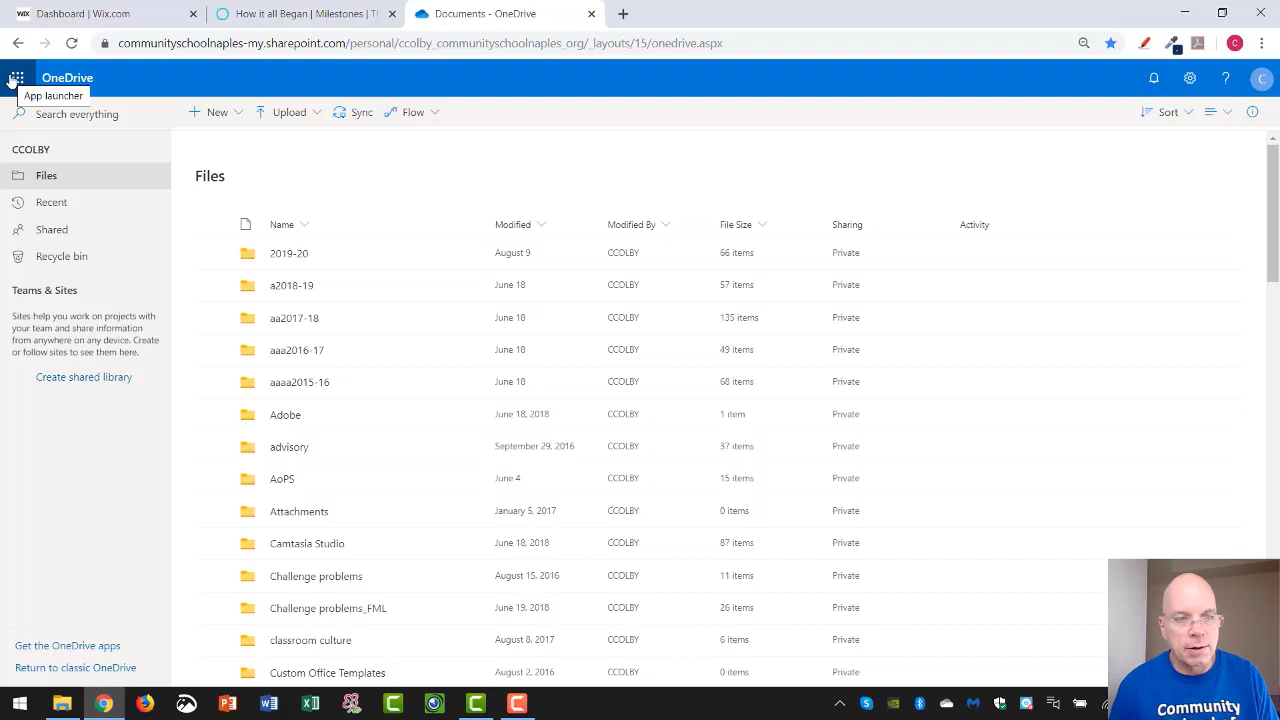 WIX Dashboard | Wix.com
How it all Began | Milestones | Th
Documents - OneDrive
communityschoolnaples-my.sharepoint.com/personal/ccolby_communityschoolnaples_org/_layouts/15/onedrive.aspx
C
OneDrive
C
App launcher
Search everything
New
Upload
Sync
Flow
Sort
CCOLBY
Files
Recent
Shared
Recycle bin
Teams & Sites
Sites help you work on projects with
your team and share information
from anywhere on any device. Create
or follow sites to see them here.
Create shared library
Get the OneDrive apps
Return to classic OneDrive
Files
Name Modified Modified By File Size Sharing Activity
2019-20 August 9 CCOLBY 66 items Private
a2018-19 June 18 CCOLBY 57 items Private
aa2017-18 June 18 CCOLBY 135 items Private
aaa2016-17 June 18 CCOLBY 49 items Private
aaaa2015-16 June 18 CCOLBY 68 items Private
Adobe June 18, 2018 CCOLBY 1 item Private
advisory September 29, 2016 CCOLBY 37 items Private
AoPS June 4 CCOLBY 15 items Private
Attachments January 5, 2017 CCOLBY 0 items Private
Camtasia Studio June 18, 2018 CCOLBY 87 items Private
Challenge problems August 15, 2016 CCOLBY 11 items Private
Challenge problems_FML June 19, 2018 CCOLBY 26 items Private
classroom culture August 8, 2017 CCOLBY 6 items Private
Custom Office Templates August 2, 2016 CCOLBY 0 items Private
Community